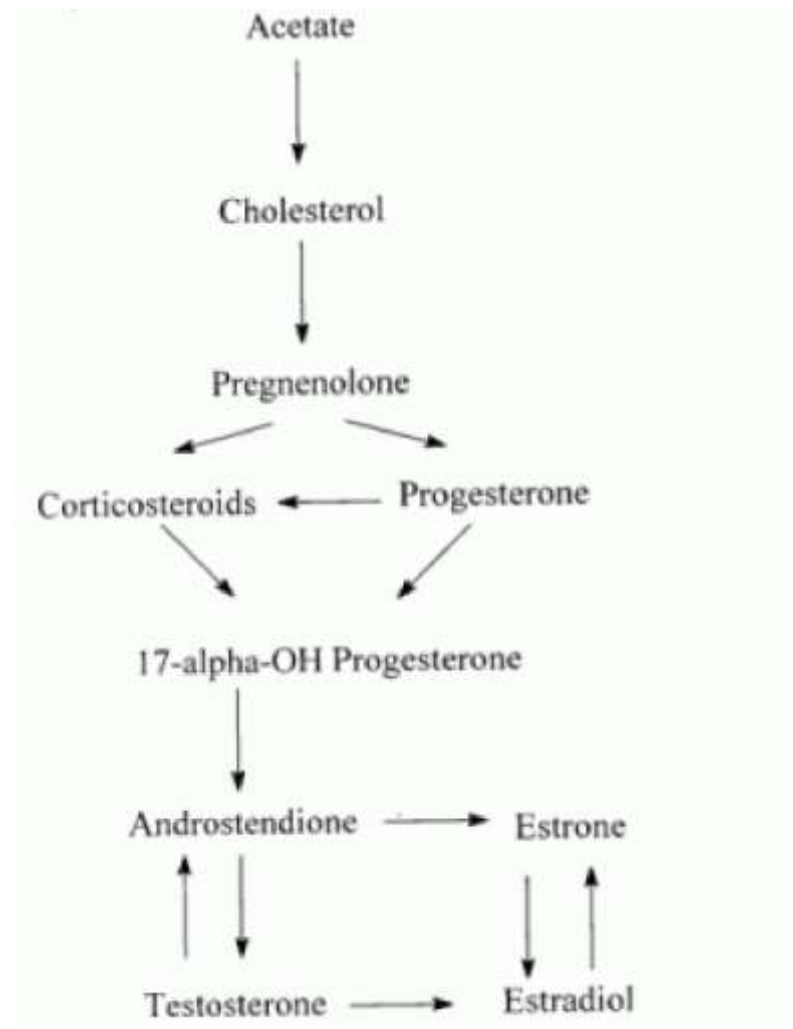 Acetate
Cholesterol
Pregnenolone
Corticosteroids
Progesterone
17-alpha-OH Progesterone
Androstendione
Estrone
Testosterone
Estradiol